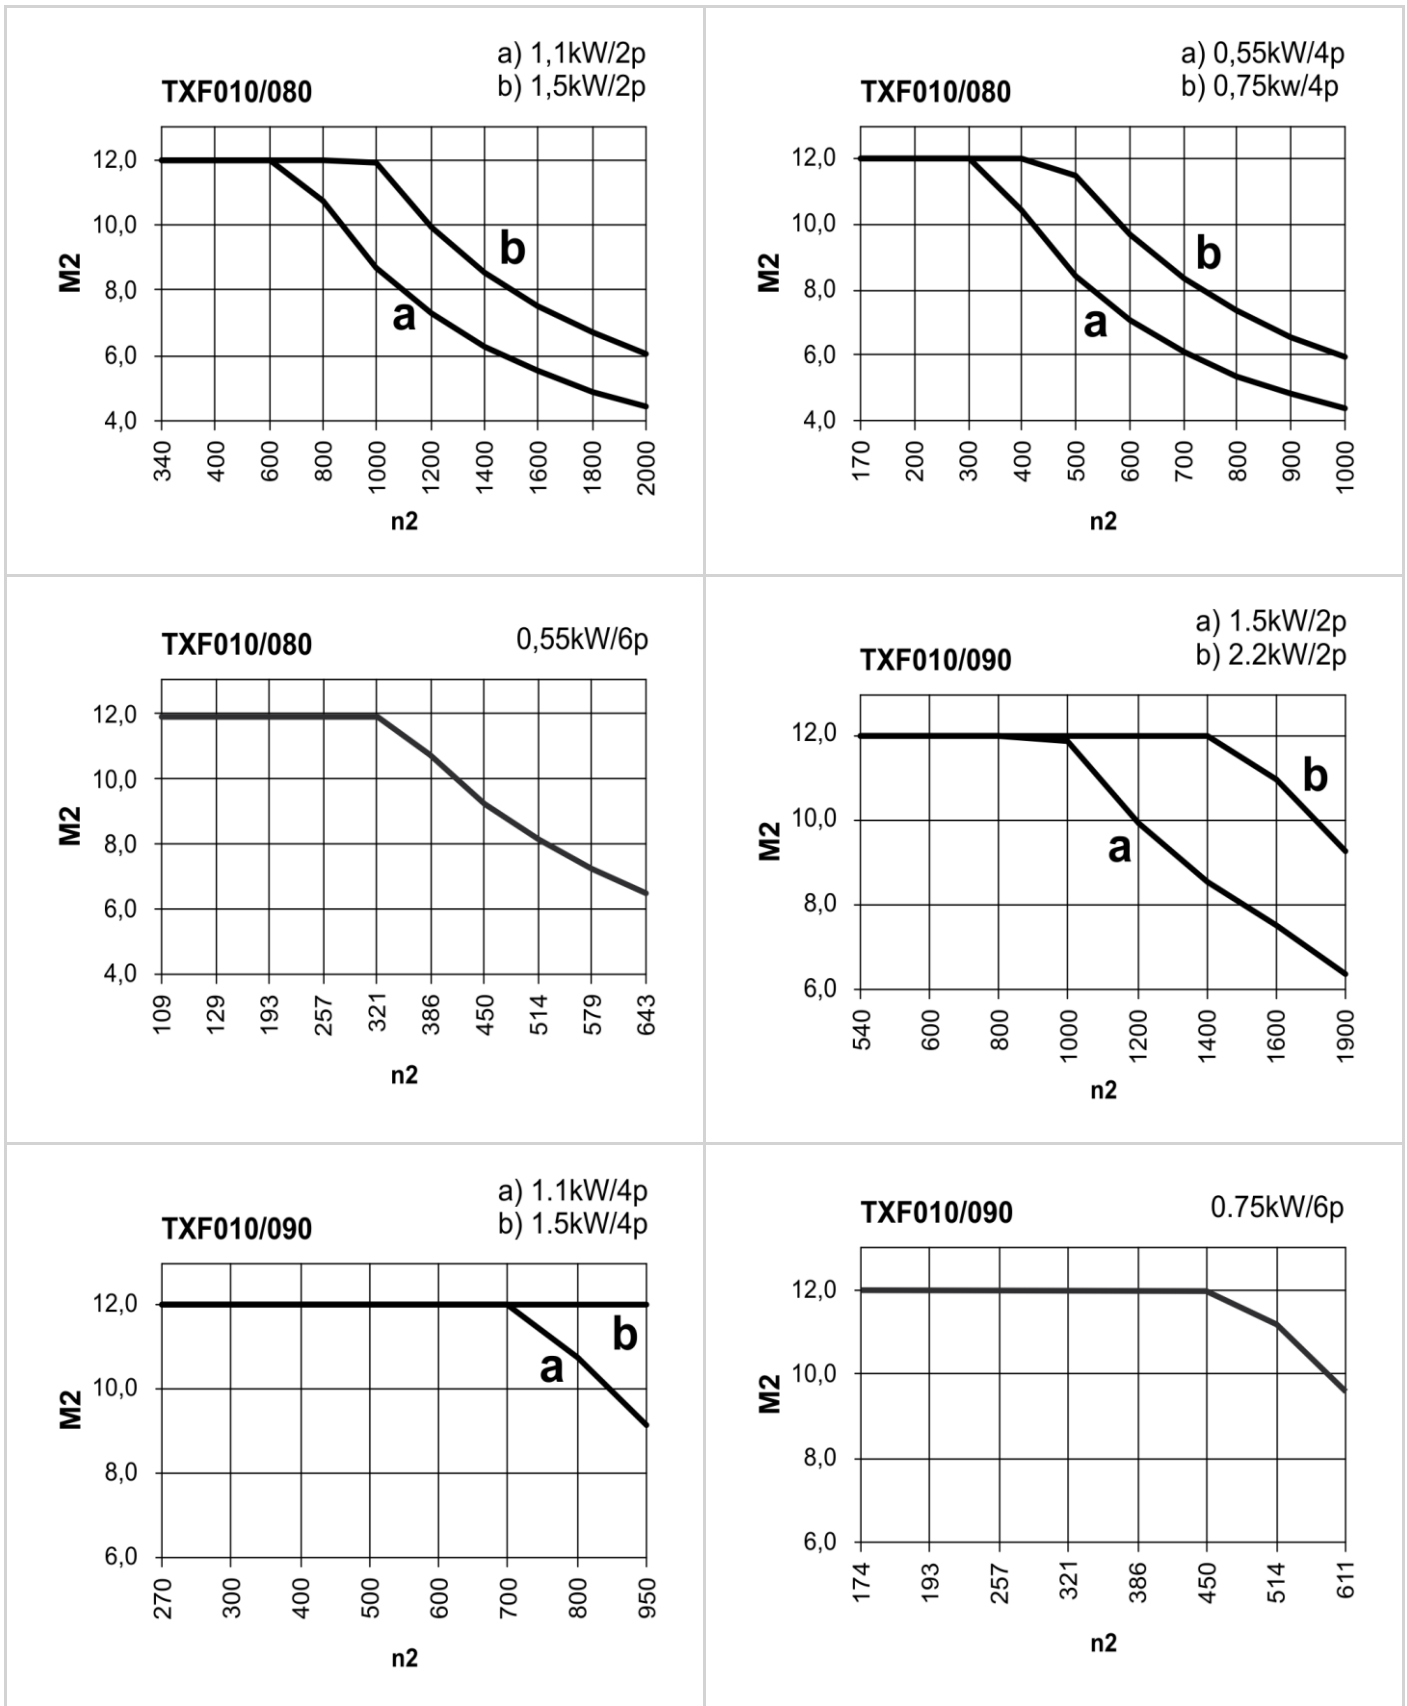 a) 1,1kW/2p
TXF010/080
b) 1,5kW/2p
12,0
10,0
8,0
6,0
4,0
M2
b
a
340 400 600 800 1000 1200 1400 1600 1800 2000
n2
a) 0,55kW/4p
TXF010/080
b) 0,75kw/4p
12,0
10,0
8,0
6,0
4,0
M2
b
a
170 200 300 400 500 600 700 800 900 1000
n2
TXF010/080 0,55kW/6p
12,0
10,0
8,0
6,0
4,0
M2
109 129 193 257 321 386 450 514 579 643
n2
a) 1.5kW/2p
TXF010/090
b) 2.2kW/2p
12,0
10,0
8,0
6,0
M2
b
a
540 600 800 1000 1200 1400 1600 1900
n2
a) 1.1kW/4p
TXF010/090
b) 1.5kW/4p
12,0
10,0
8,0
6,0
M2
b
a
270 300 400 500 600 700 800 950
n2
TXF010/090 0.75kW/6p
12,0
10,0
8,0
6,0
M2
174 193 257 321 386 450 514 611
n2